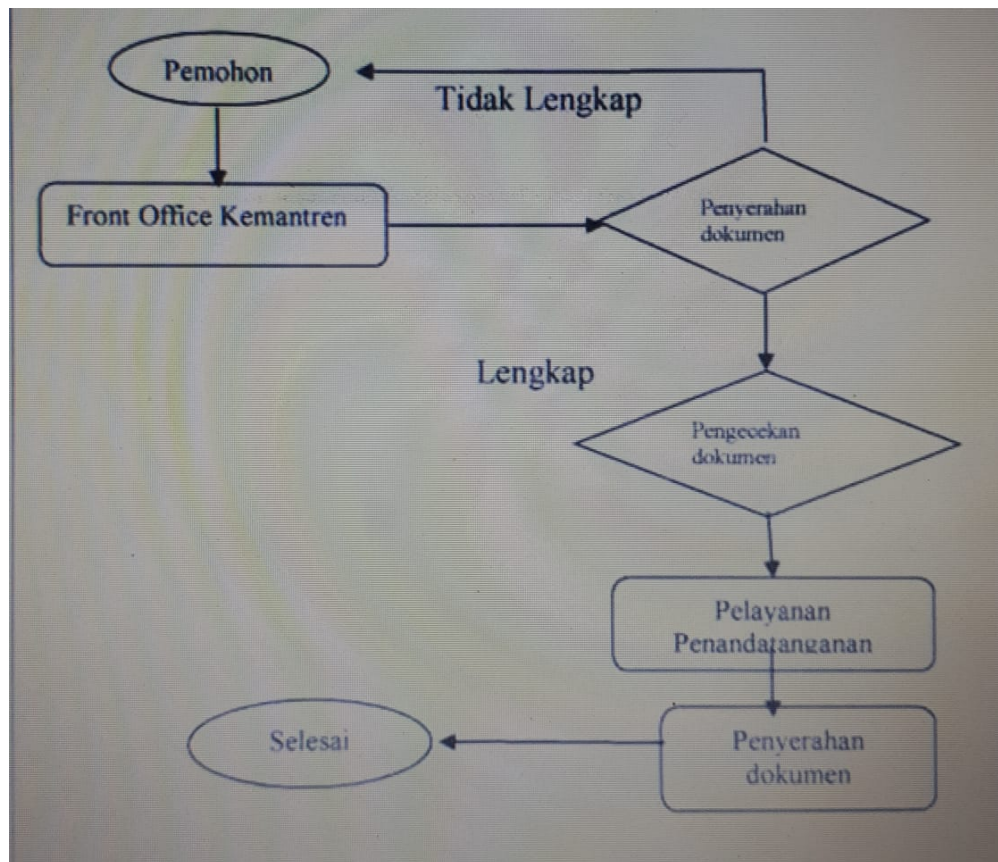 Pemohon
Tidak Lengkap
Front Office Kemantren
Penyerahan
dokumen
Lengkap
Pengecekan
dokumen
Pelayanan
Penandatanganan
Selesai
Penyerahan
dokumen